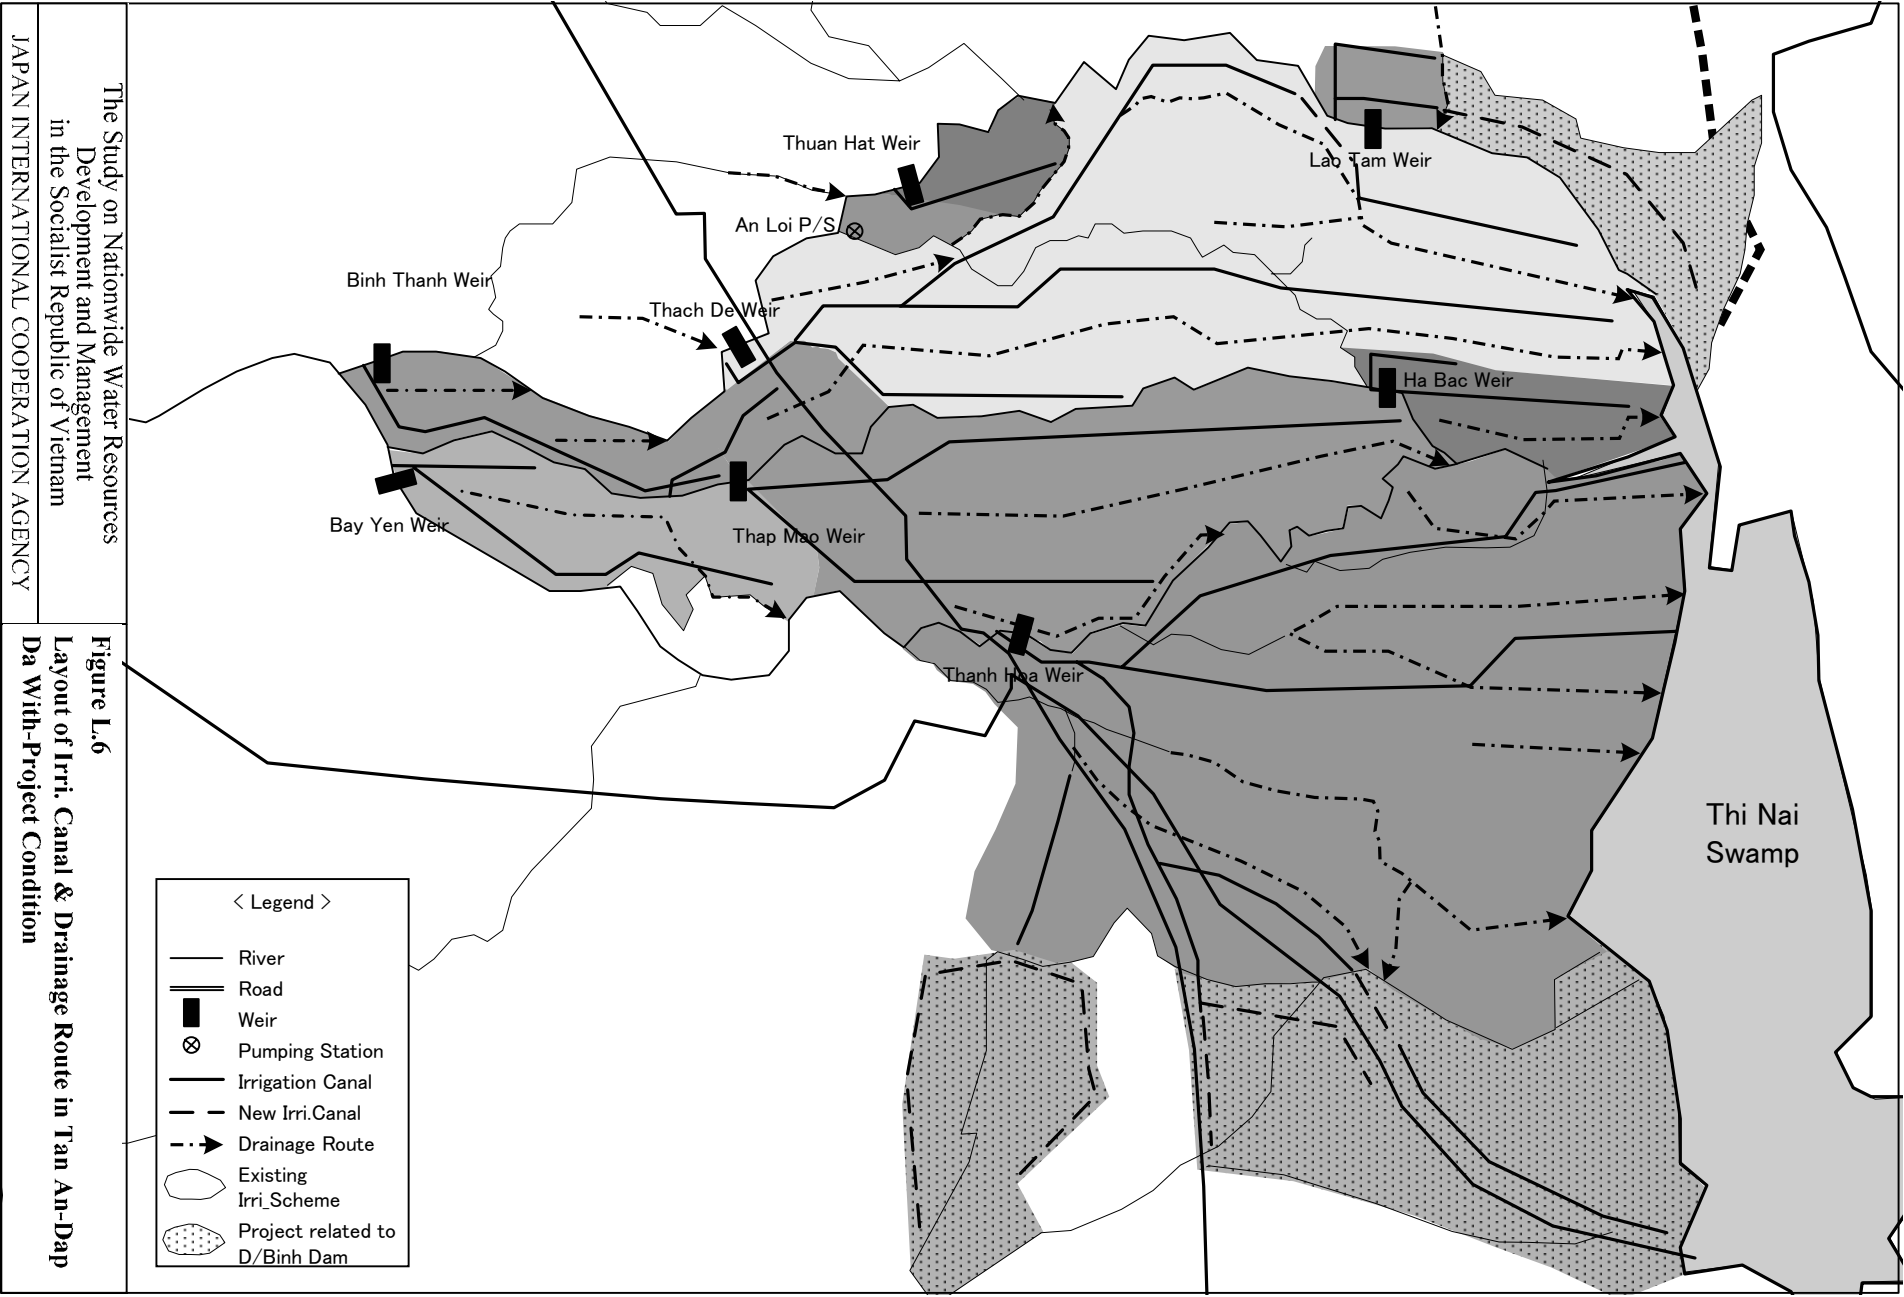 The Study on Nationwide Water Resources
Development and Management
in the Socialist Republic of Vietnam
JAPAN INTERNATIONAL COOPERATION AGENCY
Figure L.6
Layout of Irri. Canal & Drainage Route in Tan An-Dap
Da With-Project Condition
Thuan Hat Weir
Lao Tam Weir
An Loi P/S
Binh Thanh Weir
Thach De Weir
Ha Bac Weir
Bay Yen Weir
Thap Mao Weir
Thanh Hoa Weir
Thi Nai
Swamp
< Legend >
River
Road
Weir
Pumping Station
Irrigation Canal
New Irri.Canal
Drainage Route
Existing
Irri_Scheme
Project related to
D/Binh Dam